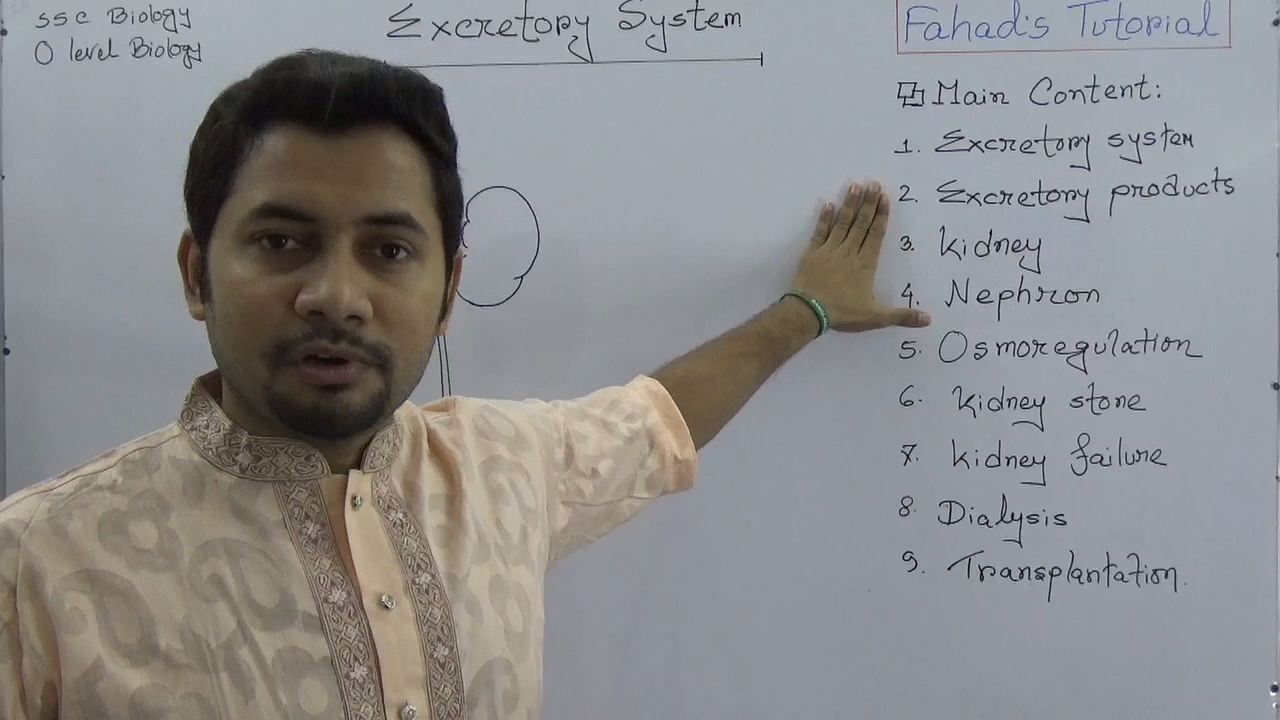 SSC Biology
O level Biology
Excretory System
Fahad's Tutorial
Main Content:
1. Excretory system
2. Excretory products
3. Kidney
4. Nephron
5. Osmoregulation
6. Kidney stone
7. Kidney failure
8. Dialysis
9. Transplantation.